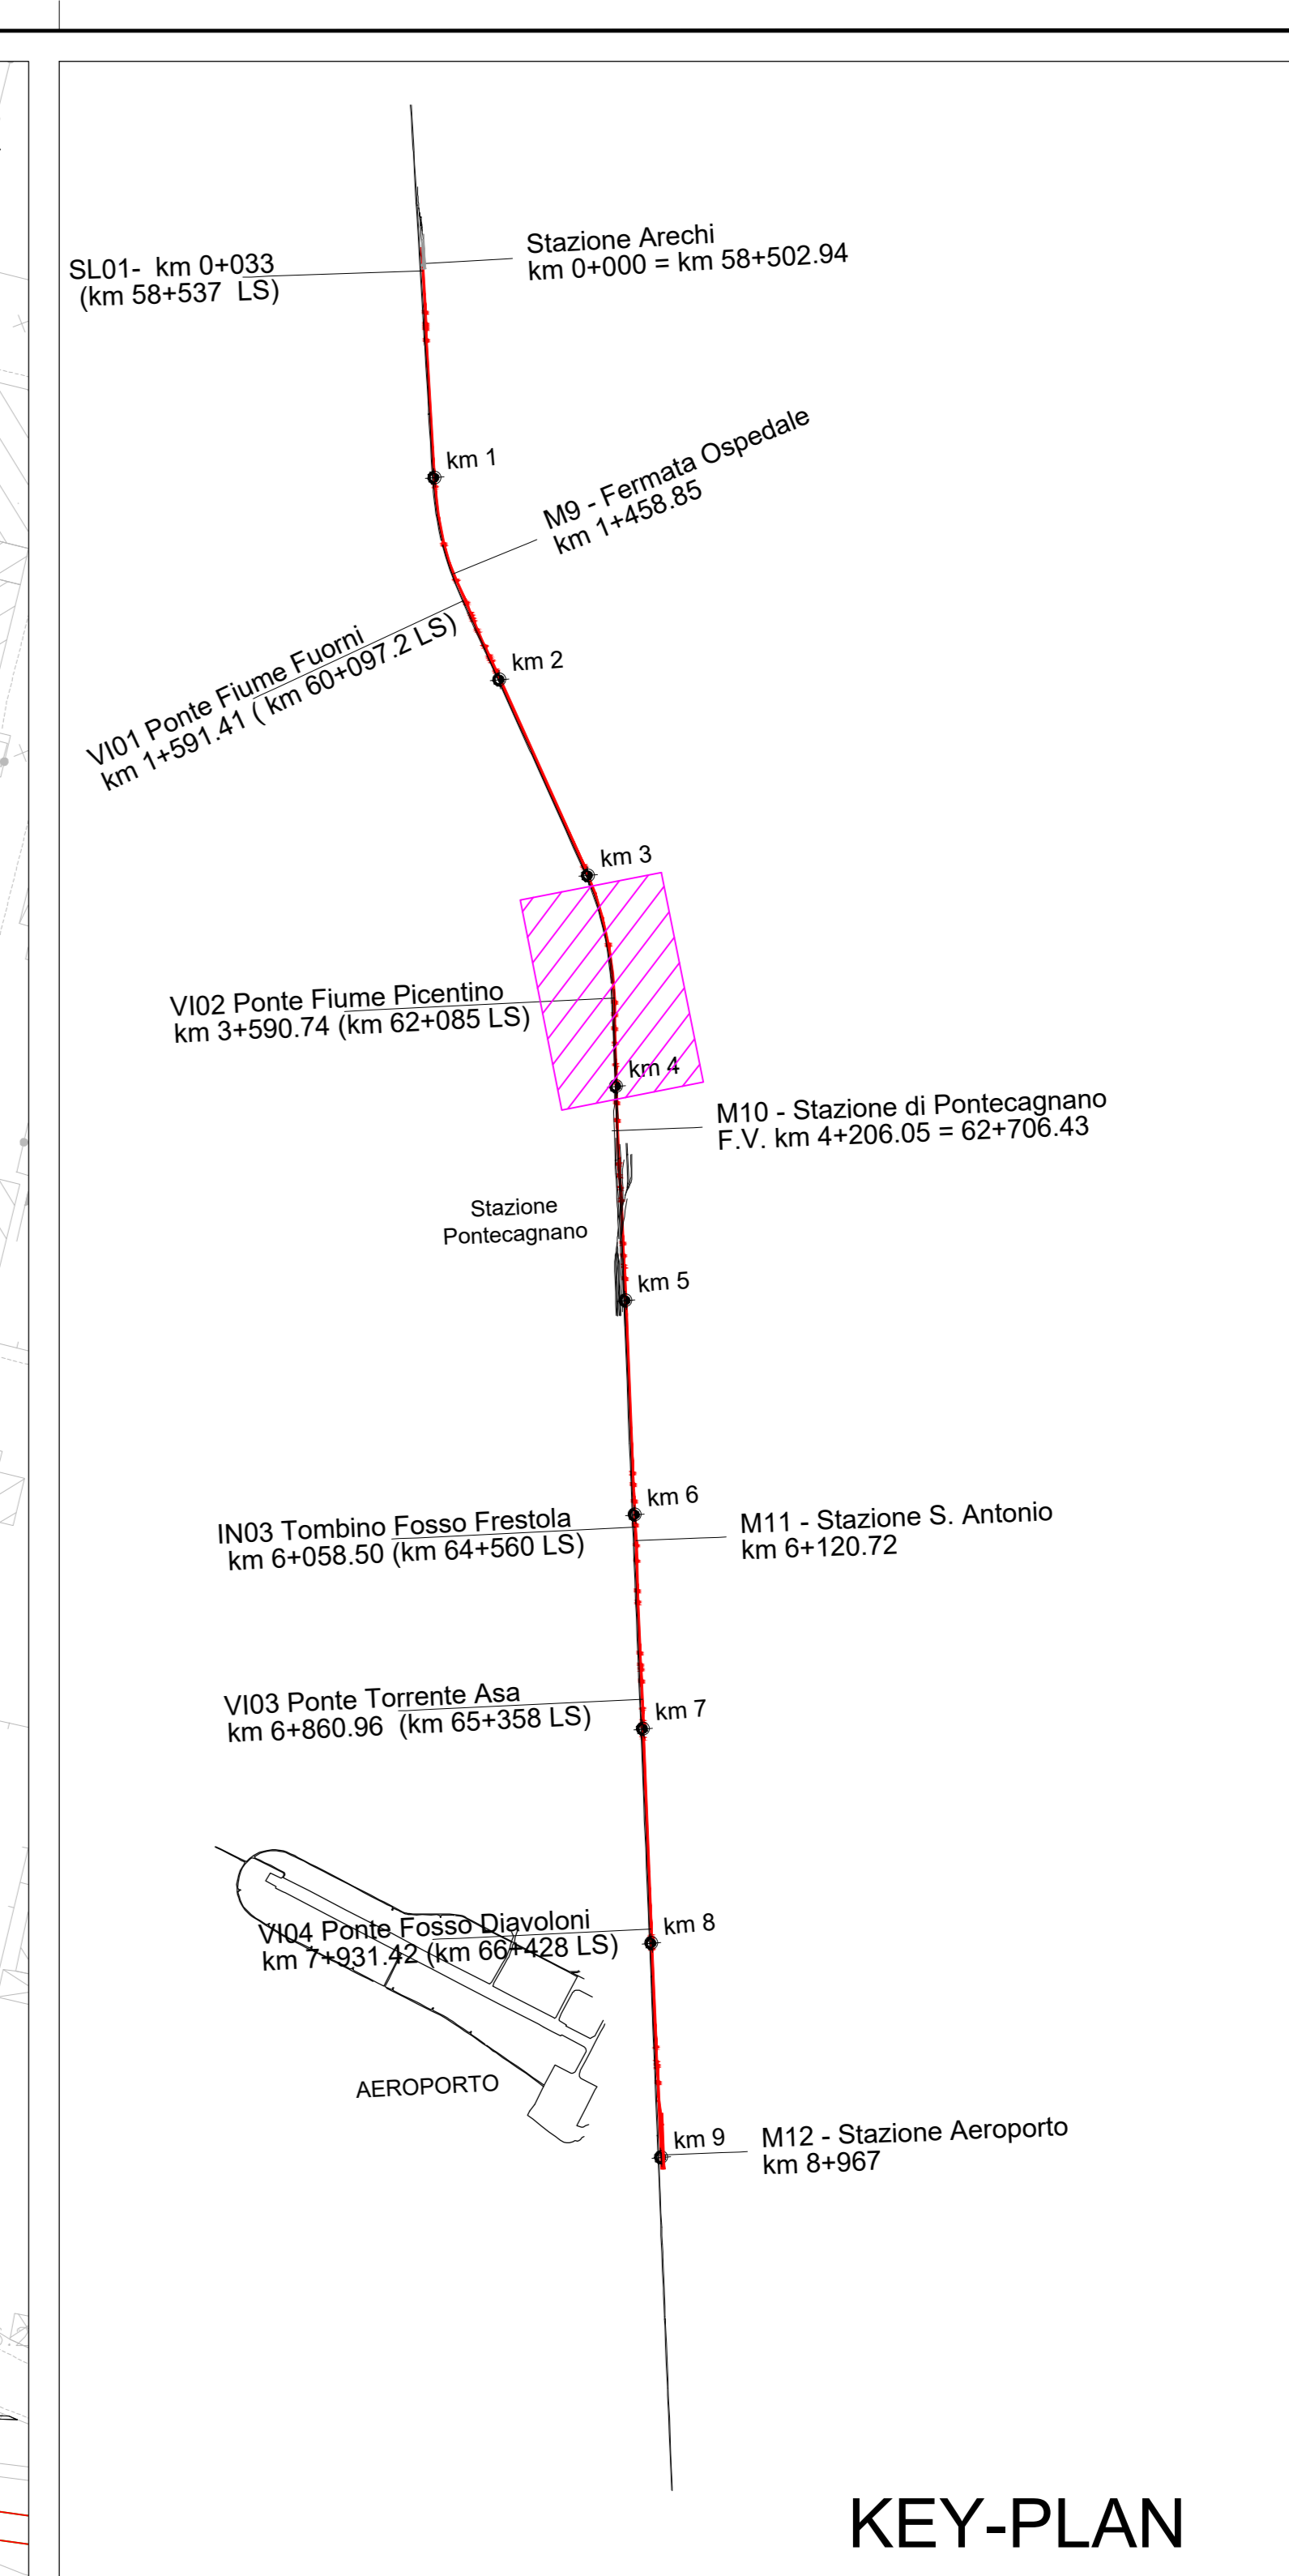 Stazione Arechi
km 0+000 = km 58+502.94
SL01- km 0+033
(km 58+537 LS)
km 1
M9 - Fermata Ospedale
km 1+458.85
VI01 Ponte Fiume Fuorni
km 1+591.41 ( km 60+097.2 LS)
km 2
km 3
VI02 Ponte Fiume Picentino
km 3+590.74 (km 62+085 LS)
km 4
M10 - Stazione di Pontecagnano
F.V. km 4+206.05 = 62+706.43
Stazione
Pontecagnano
km 5
km 6
IN03 Tombino Fosso Frestola
km 6+058.50 (km 64+560 LS)
M11 - Stazione S. Antonio
km 6+120.72
VI03 Ponte Torrente Asa
km 6+860.96 (km 65+358 LS)
km 7
VI04 Ponte Fosso Diavoloni
km 7+931.42 (km 66+428 LS)
km 8
AEROPORTO
km 9
M12 - Stazione Aeroporto
km 8+967
KEY-PLAN